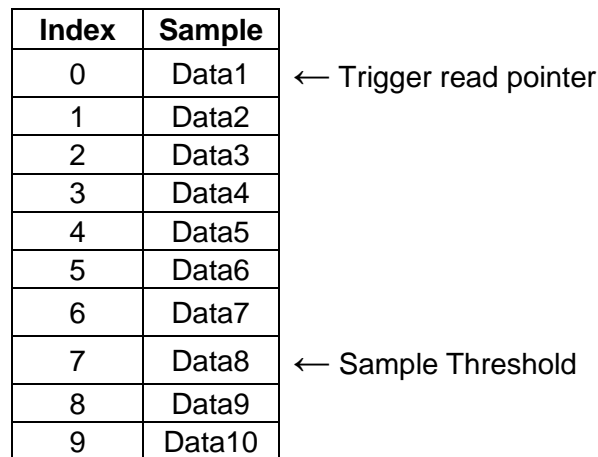 Index Sample
0 Data1 ← Trigger read pointer
1 Data2
2 Data3
3 Data4
4 Data5
5 Data6
6 Data7
7 Data8 ← Sample Threshold
8 Data9
9 Data10